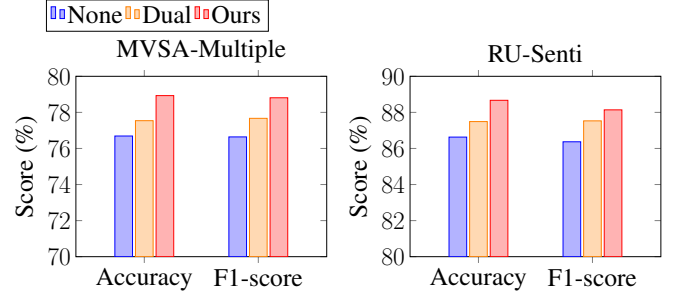 None Dual Ours
MVSA-Multiple
Score (%)
80
78
76
74
72
70
Accuracy F1-score
RU-Senti
Score (%)
90
88
86
84
82
80
Accuracy F1-score